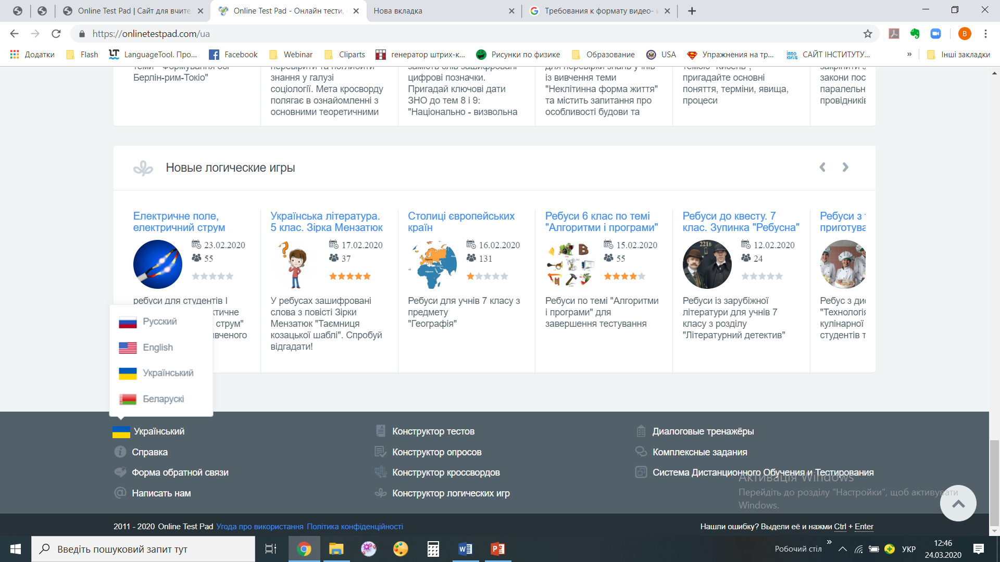 Online Test Pad | Сайт для вчите
Online Test Pad - Онлайн тести,
Нова вкладка
Требования к формату видео- и
https://onlinetestpad.com/ua
B
Додатки
Flash
LanguageTool. Про...
Facebook
Webinar
Cliparts
генератор штрих-к...
Рисунки по физике
Образование
USA
Упражнения на тр...
САЙТ ІНСТИТУТУ...
»
Інші закладки
теми "Формування осі
Берлін-рим-Токіо"
перевірити та поглибити
знання у галузі
соціології. Мета кросворду
полягає в ознайомленні з
основними теоретичними
замість слів зашифровані
цифрові позначки.
Пригадай ключові дати
ЗНО до тем 8 і 9:
"Національно - визвольна
для перевірки знань учнів
із вивчення теми
"Неклітинна форма життя"
та містить запитання про
особливості будови та
темою "Кисень",
пригадайте основні
поняття, терміни, явища,
процеси
закріпити з
закони пос
паралельн
провідників
Новые логические игры
Електричне поле,
електричний струм
23.02.2020
55
ребуси для студентів І
ктичне
струм"
вченого
Українська література.
5 клас. Зірка Мензатюк
17.02.2020
37
У ребусах зашифровані
слова з повісті Зірки
Мензатюк "Таємниця
козацької шаблі". Спробуй
відгадати!
Столиці європейських
країн
16.02.2020
131
Ребуси для учнів 7 класу з
предмету
"Географія"
Ребуси 6 клас по темі
"Алгоритми і програми"
15.02.2020
55
Ребуси по темі "Алгоритми
і програми" для
завершення тестування
Ребуси до квесту. 7
клас. Зупинка "Ребусна"
221B
12.02.2020
24
Ребуси із зарубіжної
літератури для учнів 7
класу з розділу
"Літературний детектив"
Ребуси з т
приготува
Ребус з дис
"Технологія
кулінарної
студентів т
Русский
English
Український
Беларускі
Український
Справка
Форма обратной связи
Написать нам
Конструктор тестов
Конструктор опросов
Конструктор кроссвордов
Конструктор логических игр
Диалоговые тренажёры
Комплексные задания
Система Дистанционного Обучения и Тестирования
Активація Windows
Перейдіть до розділу "Настройки", щоб активувати
Windows.
2011 - 2020 Online Test Pad Угода про використання Політика конфіденційності
Нашли ошибку? Выдели её и нажми Ctrl + Enter
Введіть пошуковий запит тут
Робочий стіл
»
УКР
12:46
24.03.2020